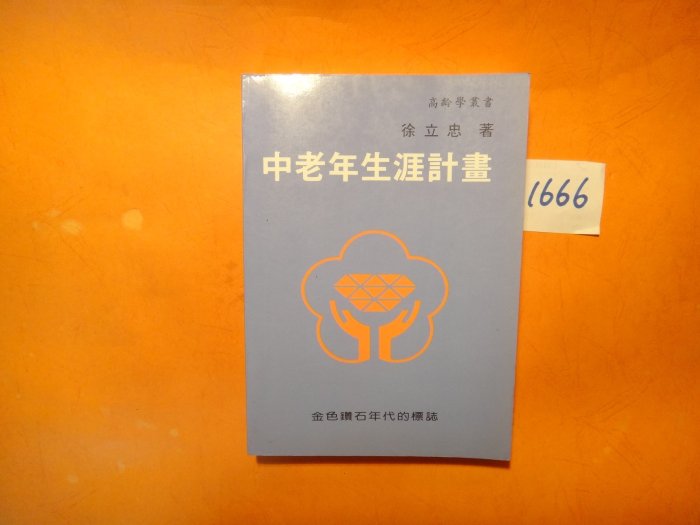 高齡學叢書
徐立忠 著
中老年生涯計畫
1666
金色鑽石年代的標誌